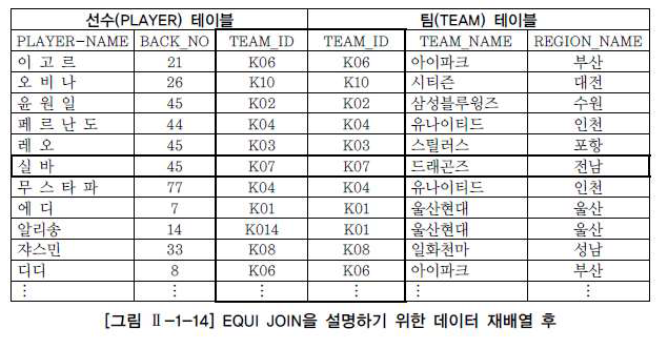 선수(PLAYER) 테이블 팀(TEAM) 테이블
PLAYER-NAME BACK_NO TEAM_ID TEAM_ID TEAM_NAME REGION_NAME
이 고 르 21 K06 K06 아이파크 부산
오 비 나 26 K10 K10 시티즌 대전
윤 원 일 45 K02 K02 삼성블루윙즈 수원
페 르 난 도 44 K04 K04 유나이티드 인천
레 오 45 K03 K03 스틸러스 포항
실 바 45 K07 K07 드래곤즈 전남
무 스 타 파 77 K04 K04 유나이티드 인천
에 디 7 K01 K01 울산현대 울산
알리송 14 K014 K01 울산현대 울산
쟈스민 33 K08 K08 일화천마 성남
디디 8 K06 K06 아이파크 부산
⋮ ⋮ ⋮ ⋮ ⋮ ⋮
[그림 Ⅱ-1-14] EQUI JOIN을 설명하기 위한 데이터 재배열 후